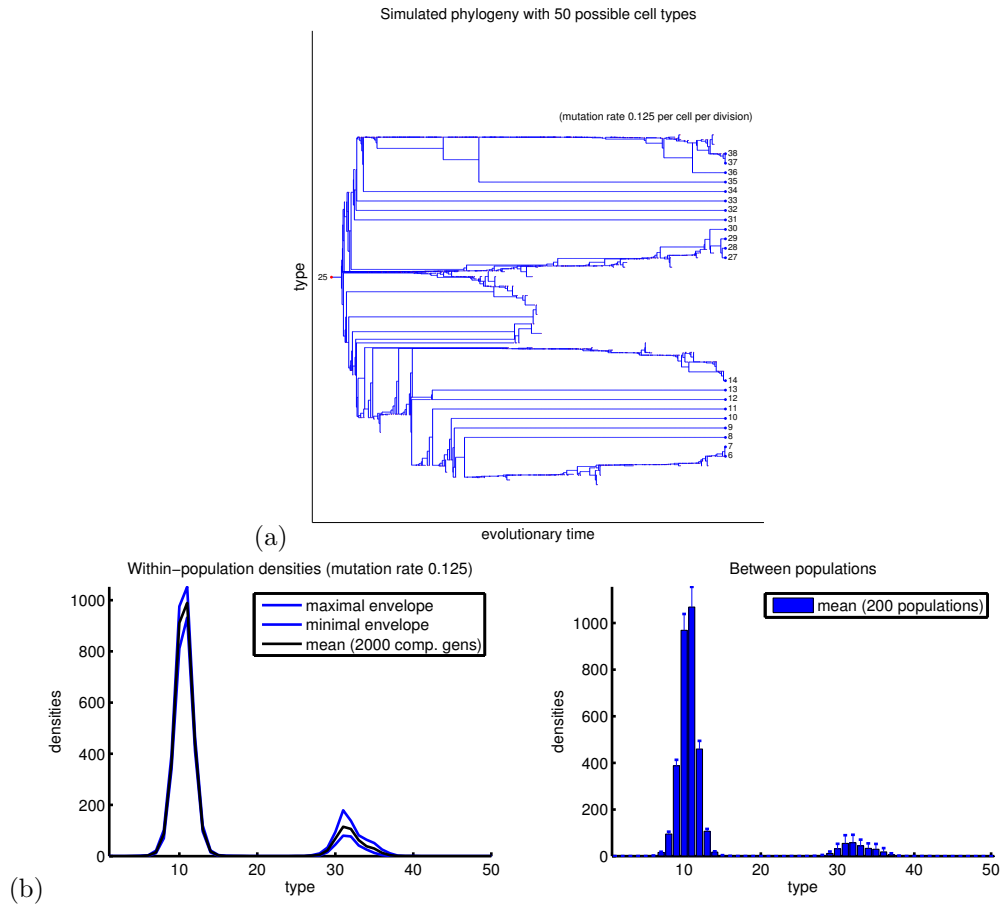 Simulated phylogeny with 50 possible cell types
(mutation rate 0.125 per cell per division)
38
37
36
35
34
33
32
31
30
29
28
27
25
type
14
13
12
11
10
9
8
7
6
evolutionary time
(a)
Within−population densities (mutation rate 0.125)
maximal envelope
minimal envelope
mean (2000 comp. gens)
densities
1000
800
600
400
200
0
10 20 30 40 50
type
(b)
Between populations
mean (200 populations)
densities
1000
800
600
400
200
0
10 20 30 40 50
type